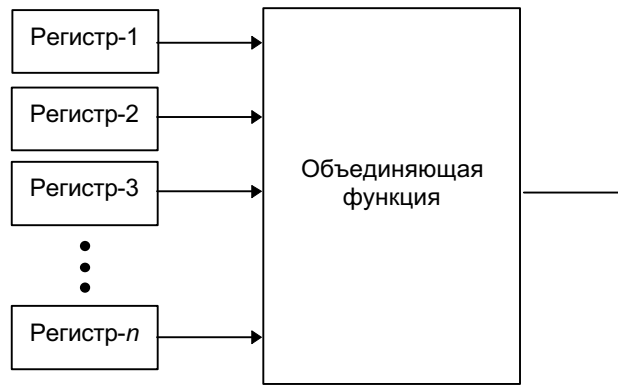 Регистр-1
Регистр-2
Регистр-3
Регистр-n
Объединяющая
функция